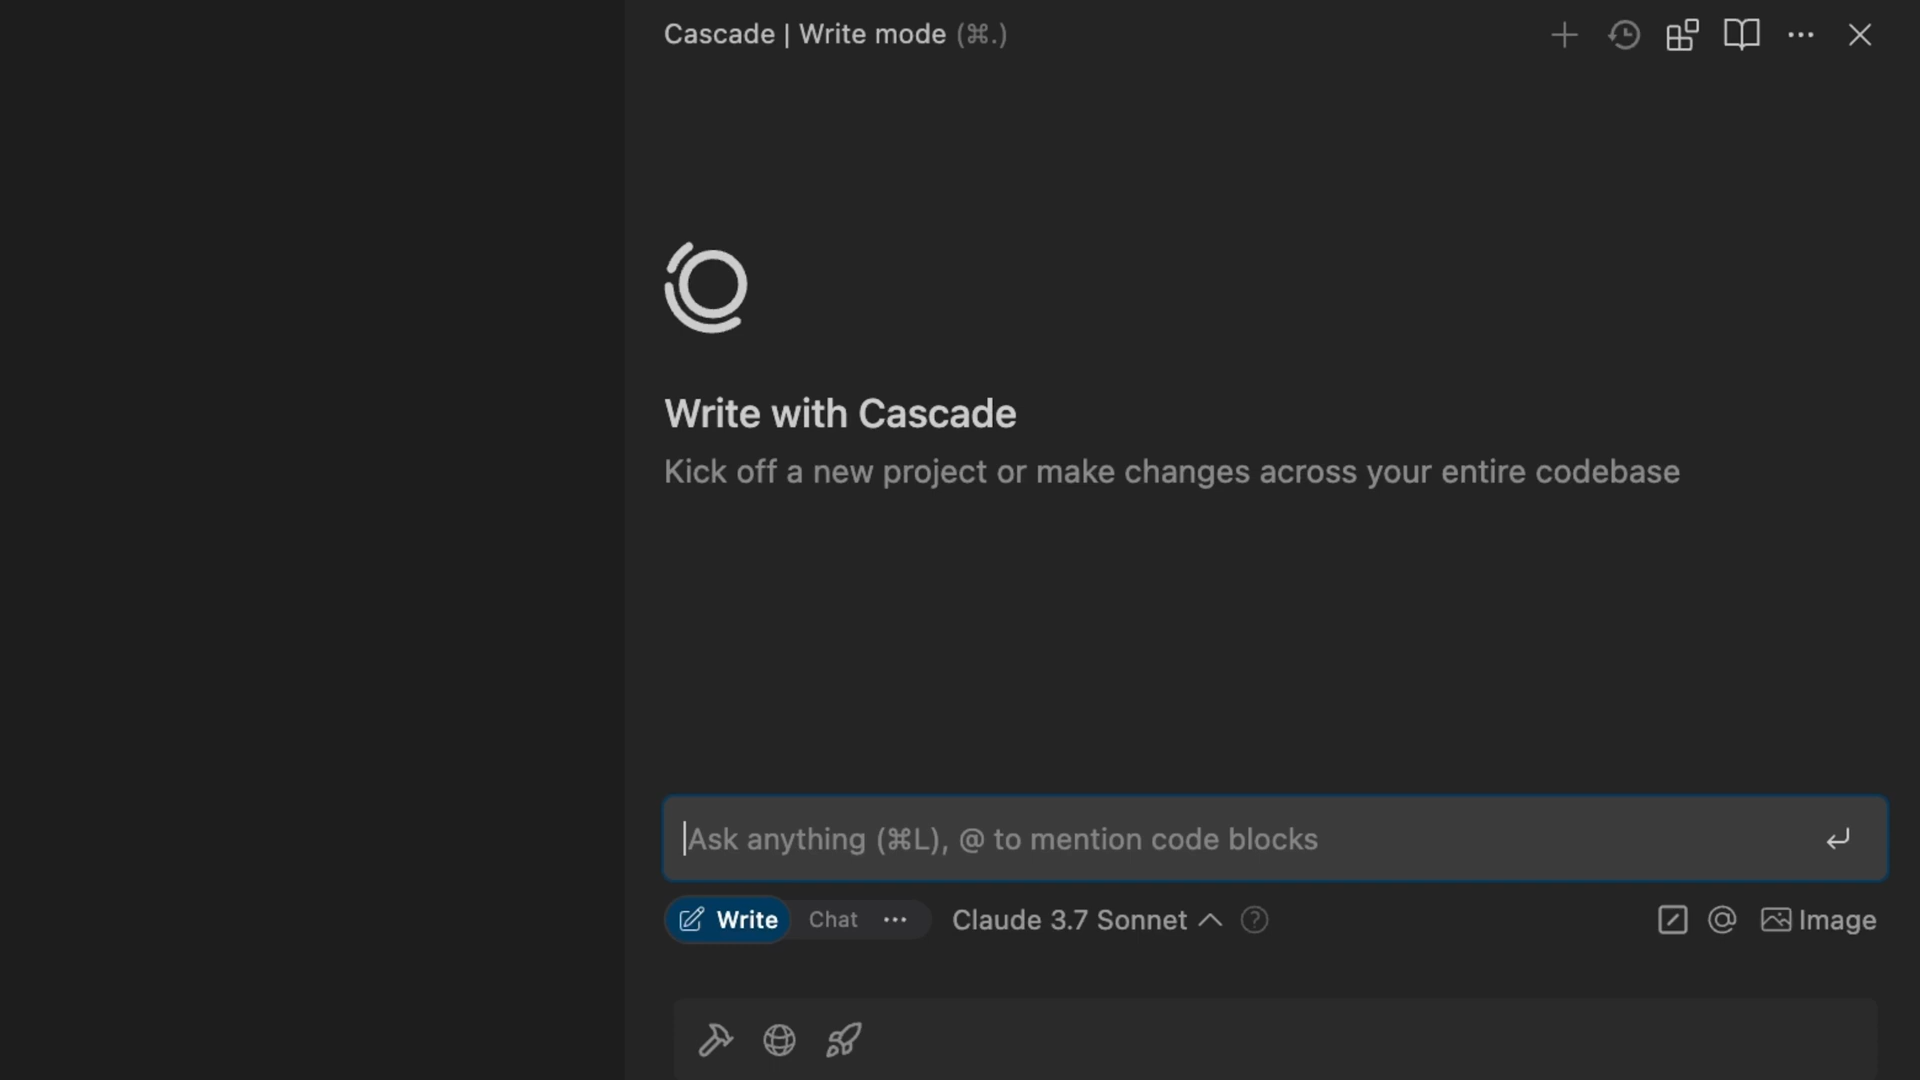 Cascade | Write mode (⌘.)
Write with Cascade
Kick off a new project or make changes across your entire codebase
Ask anything (⌘L), @ to mention code blocks
Write Chat ··· Claude 3.7 Sonnet @ Image